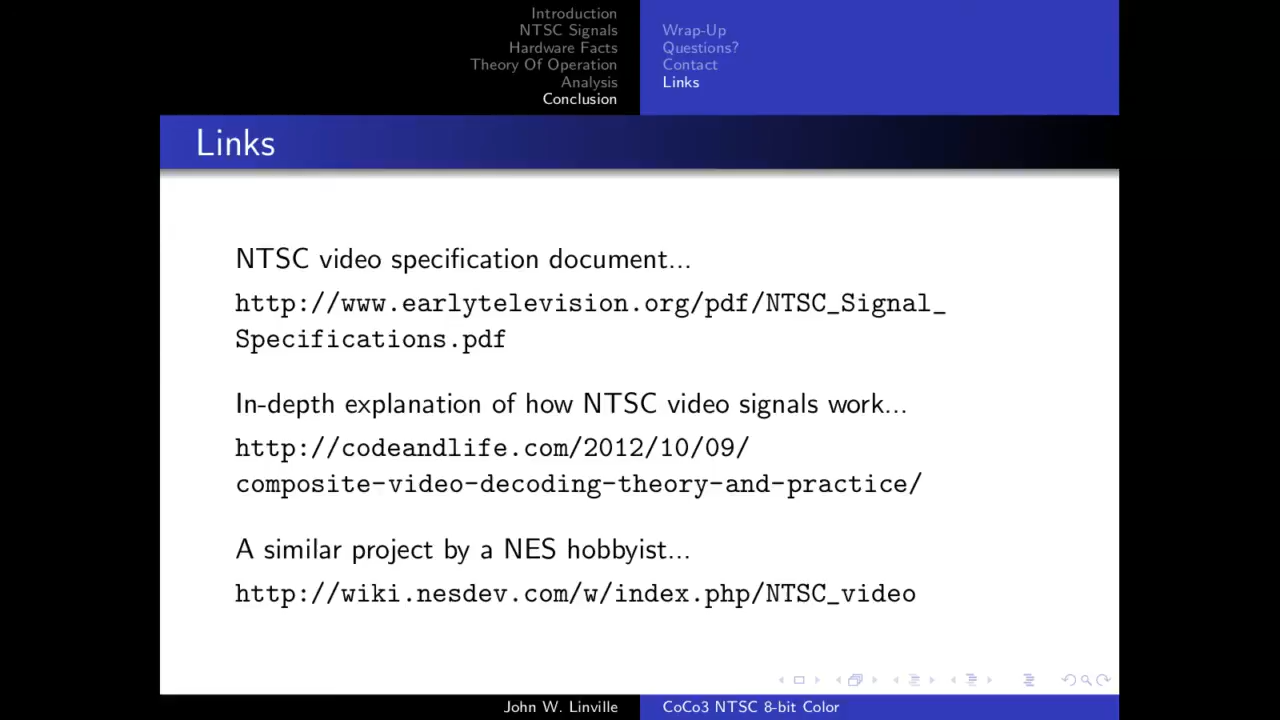 Introduction
NTSC Signals
Hardware Facts
Theory Of Operation
Analysis
Conclusion
Wrap-Up
Questions?
Contact
Links
Links
NTSC video specification document...
http://www.earlytelevision.org/pdf/NTSC_Signal_
Specifications.pdf
In-depth explanation of how NTSC video signals work...
http://codeandlife.com/2012/10/09/
composite-video-decoding-theory-and-practice/
A similar project by a NES hobbyist...
http://wiki.nesdev.com/w/index.php/NTSC_video
John W. Linville
CoCo3 NTSC 8-bit Color